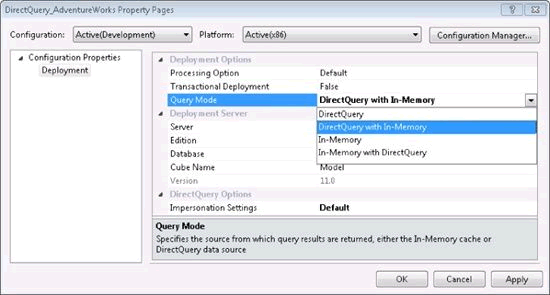 DirectQuery_AdventureWorks Property Pages
Configuration: Active(Development) Platform: Active(x86) Configuration Manager...
Configuration Properties
Deployment
Deployment Options
Processing Option Default
Transactional Deployment False
Query Mode DirectQuery with In-Memory
DirectQuery
DirectQuery with In-Memory
In-Memory
In-Memory with DirectQuery
Deployment Server
Server
Edition
Database
Cube Name Model
Version 11.0
DirectQuery Options
Impersonation Settings Default
Query Mode
Specifies the source from which query results are returned, either the In-Memory cache or
DirectQuery data source
OK Cancel Apply